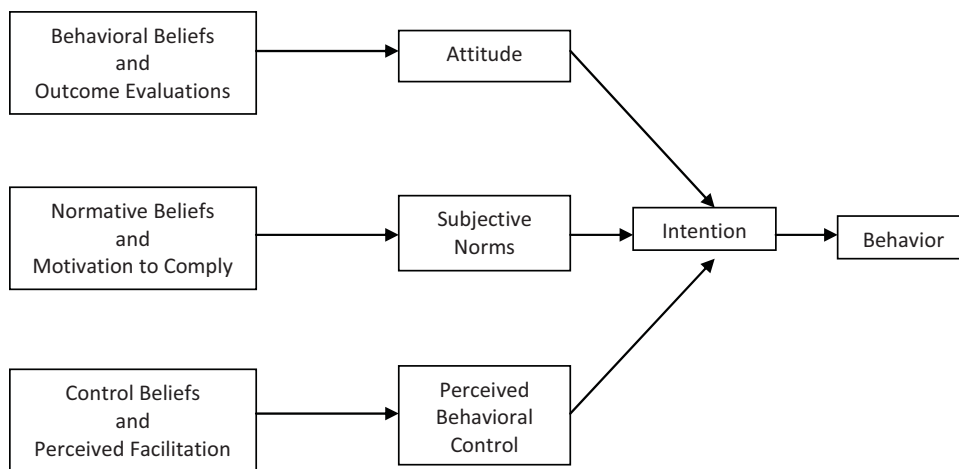 Behavioral Beliefs
and
Outcome Evaluations
Attitude
Normative Beliefs
and
Motivation to Comply
Subjective
Norms
Intention
Behavior
Control Beliefs
and
Perceived Facilitation
Perceived
Behavioral
Control